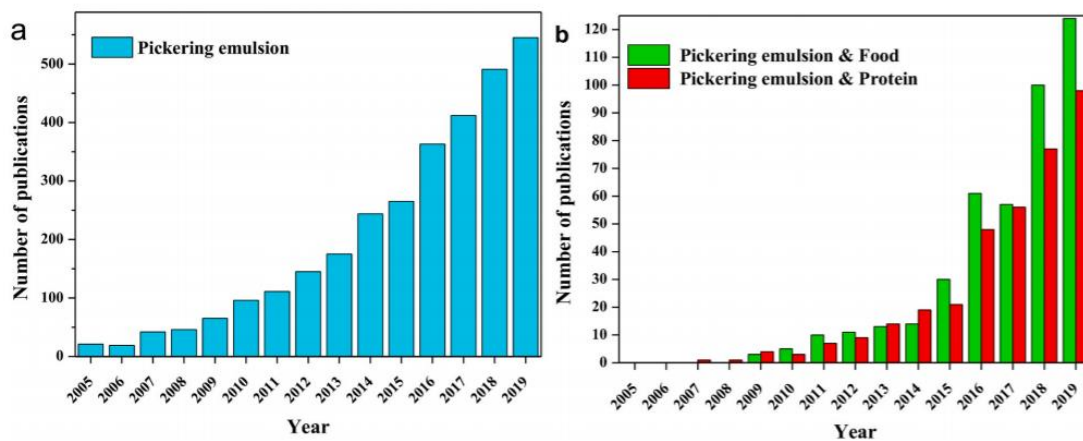 a
Pickering emulsion
Number of publications
500
400
300
200
100
0
2005 2006 2007 2008 2009 2010 2011 2012 2013 2014 2015 2016 2017 2018 2019
Year
b
Pickering emulsion & Food
Pickering emulsion & Protein
Number of publications
120
110
100
90
80
70
60
50
40
30
20
10
0
2005 2006 2007 2008 2009 2010 2011 2012 2013 2014 2015 2016 2017 2018 2019
Year